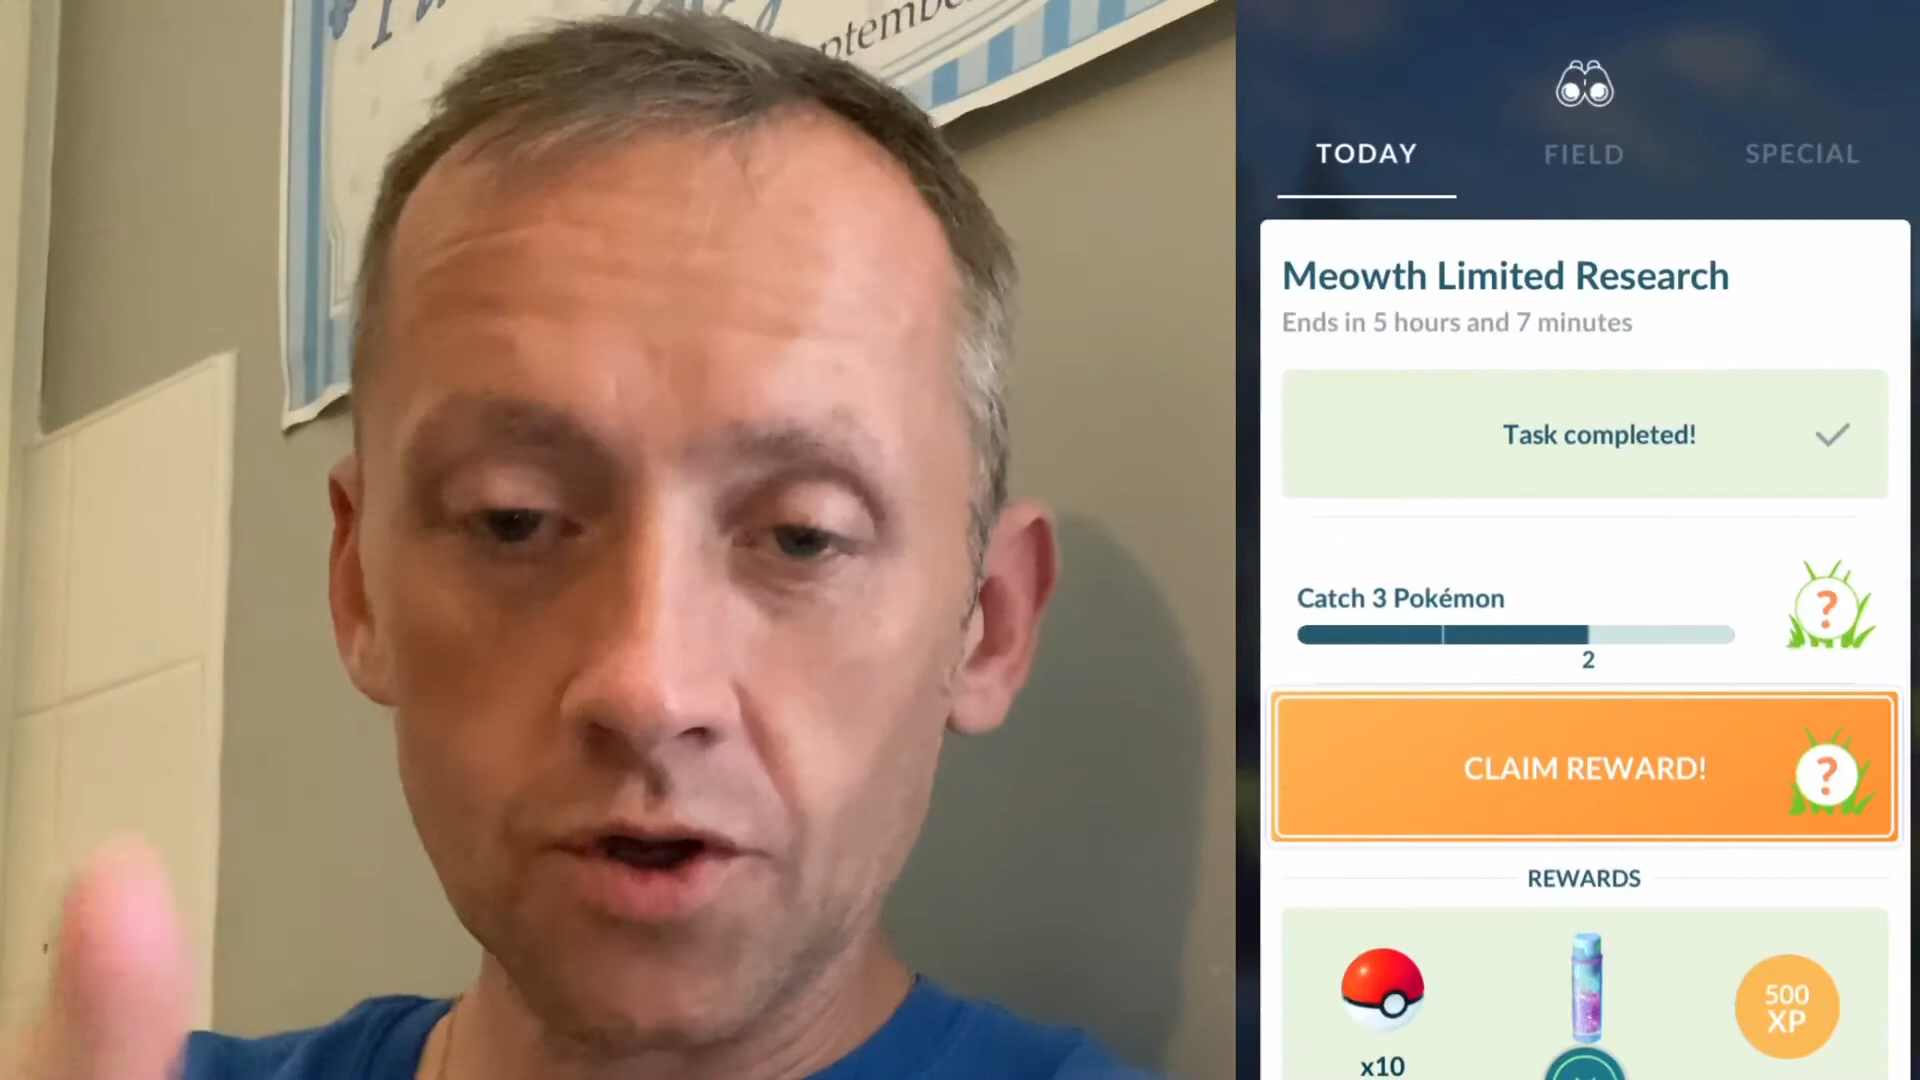 TODAY
FIELD
SPECIAL
Meowth Limited Research
Ends in 5 hours and 7 minutes
Task completed!
Catch 3 Pokémon
?
2
CLAIM REWARD!
?
REWARDS
500
XP
x10